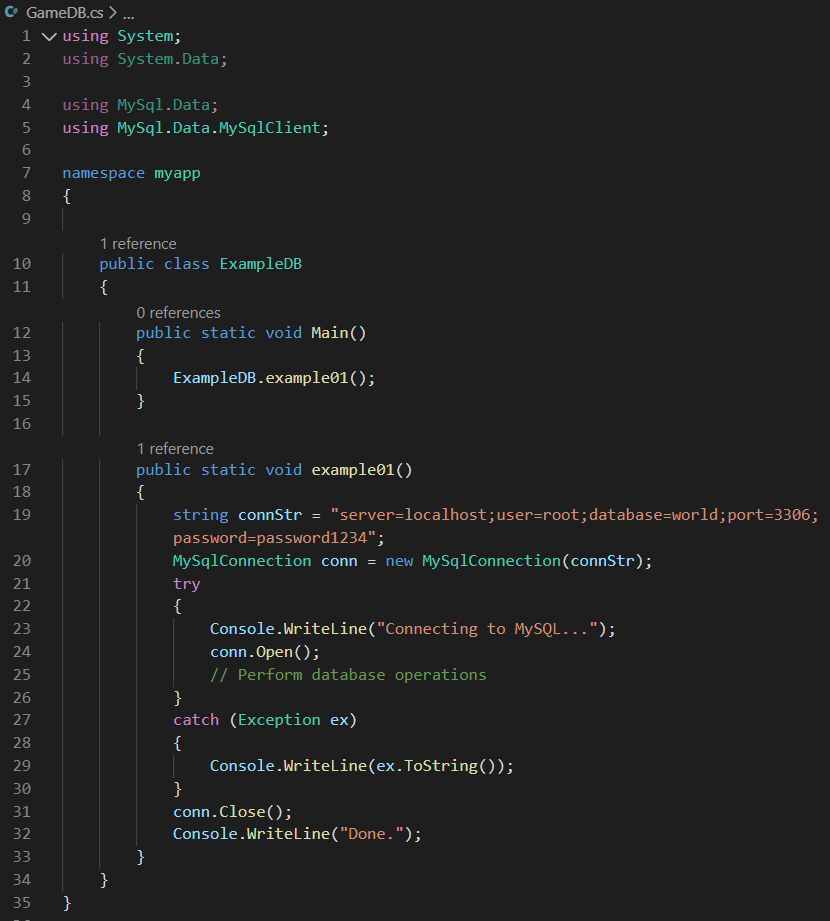 GameDB.cs > ...
1 using System;
2 using System.Data;
3
4 using MySql.Data;
5 using MySql.Data.MySqlClient;
6
7 namespace myapp
8 {
9
1 reference
10 public class ExampleDB
11 {
0 references
12 public static void Main()
13 {
14 ExampleDB.example01();
15 }
16
1 reference
17 public static void example01()
18 {
19 string connStr = "server=localhost;user=root;database=world;port=3306;
password=password1234";
20 MySqlConnection conn = new MySqlConnection(connStr);
21 try
22 {
23 Console.WriteLine("Connecting to MySQL...");
24 conn.Open();
25 // Perform database operations
26 }
27 catch (Exception ex)
28 {
29 Console.WriteLine(ex.ToString());
30 }
31 conn.Close();
32 Console.WriteLine("Done.");
33 }
34 }
35 }